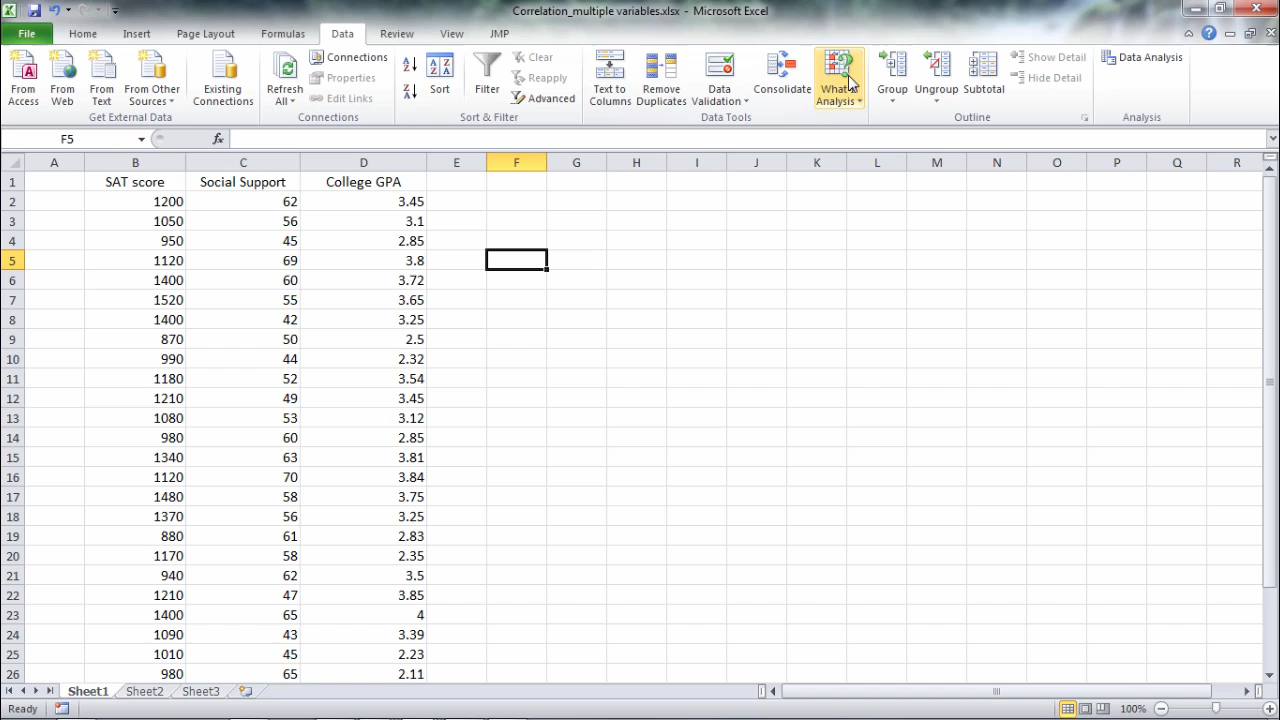 Correlation_multiple variables.xlsx - Microsoft Excel
File Home Insert Page Layout Formulas Data Review View JMP
From Access
From Web
From Text
From Other Sources
Get External Data
Existing Connections
Refresh All
Connections
Properties
Edit Links
Connections
Sort
Filter
Clear
Reapply
Advanced
Sort & Filter
Text to Columns
Remove Duplicates
Data Validation
Consolidate
What
Analysis
Data Tools
Group
Ungroup
Subtotal
Show Detail
Hide Detail
Outline
Data Analysis
Analysis
F5 fx
A B C D E F G H I J K L M N O P Q R
1 SAT score Social Support College GPA
2 1200 62 3.45
3 1050 56 3.1
4 950 45 2.85
5 1120 69 3.8
6 1400 60 3.72
7 1520 55 3.65
8 1400 42 3.25
9 870 50 2.5
10 990 44 2.32
11 1180 52 3.54
12 1210 49 3.45
13 1080 53 3.12
14 980 60 2.85
15 1340 63 3.81
16 1120 70 3.84
17 1480 58 3.75
18 1370 56 3.25
19 880 61 2.83
20 1170 58 2.35
21 940 62 3.5
22 1210 47 3.85
23 1400 65 4
24 1090 43 3.39
25 1010 45 2.23
26 980 65 2.11
Sheet1 Sheet2 Sheet3
Ready 100%